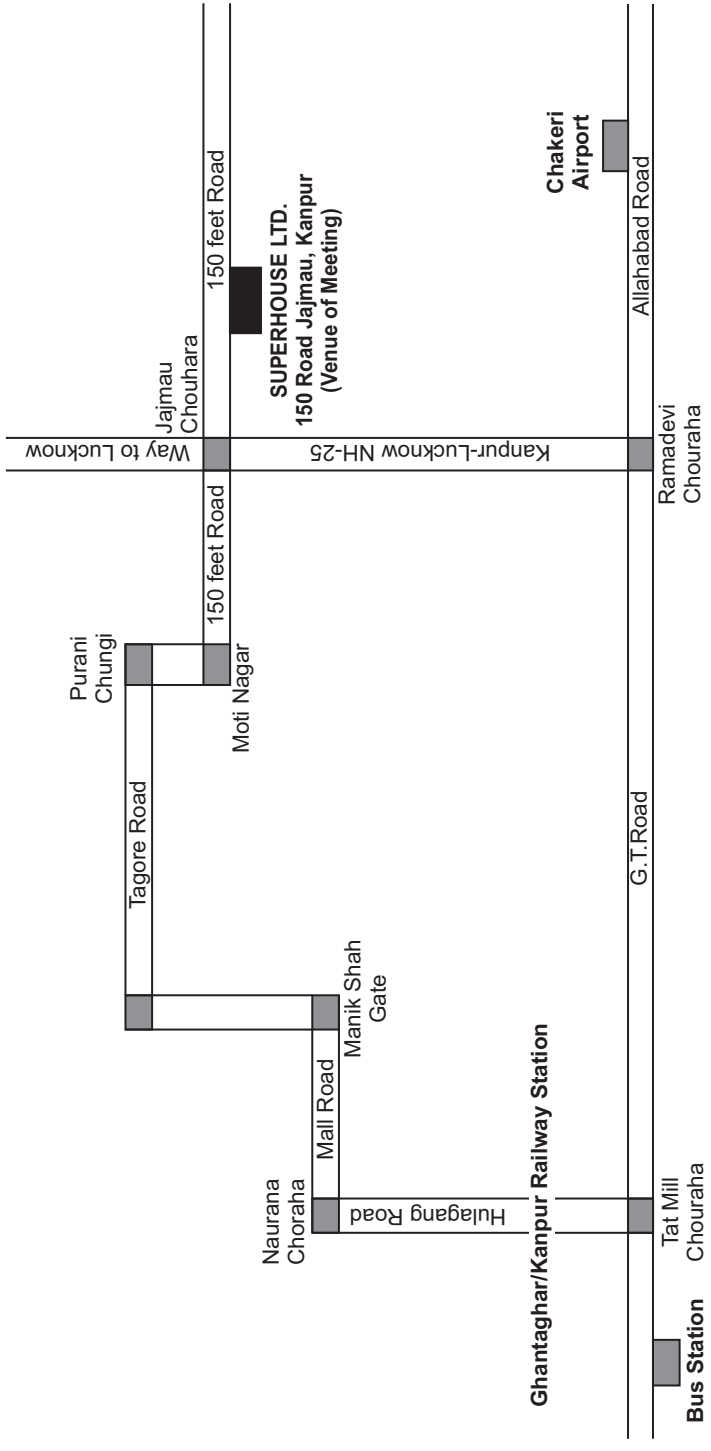 Purani
Chungi
Tagore Road
Jajmau
Chouhara
Way to Lucknow
150 feet Road
150 feet Road
Moti Nagar
SUPERHOUSE LTD.
150 Road Jajmau, Kanpur
(Venue of Meeting)
Kanpur-Lucknow NH-25
Naurana
Choraha
Mall Road
Manik Shah
Gate
Hulagang Road
Ghantaghar/Kanpur Railway Station
Chakeri
Airport
G.T.Road
Allahabad Road
Bus Station
Tat Mill
Chouraha
Ramadevi
Chouraha